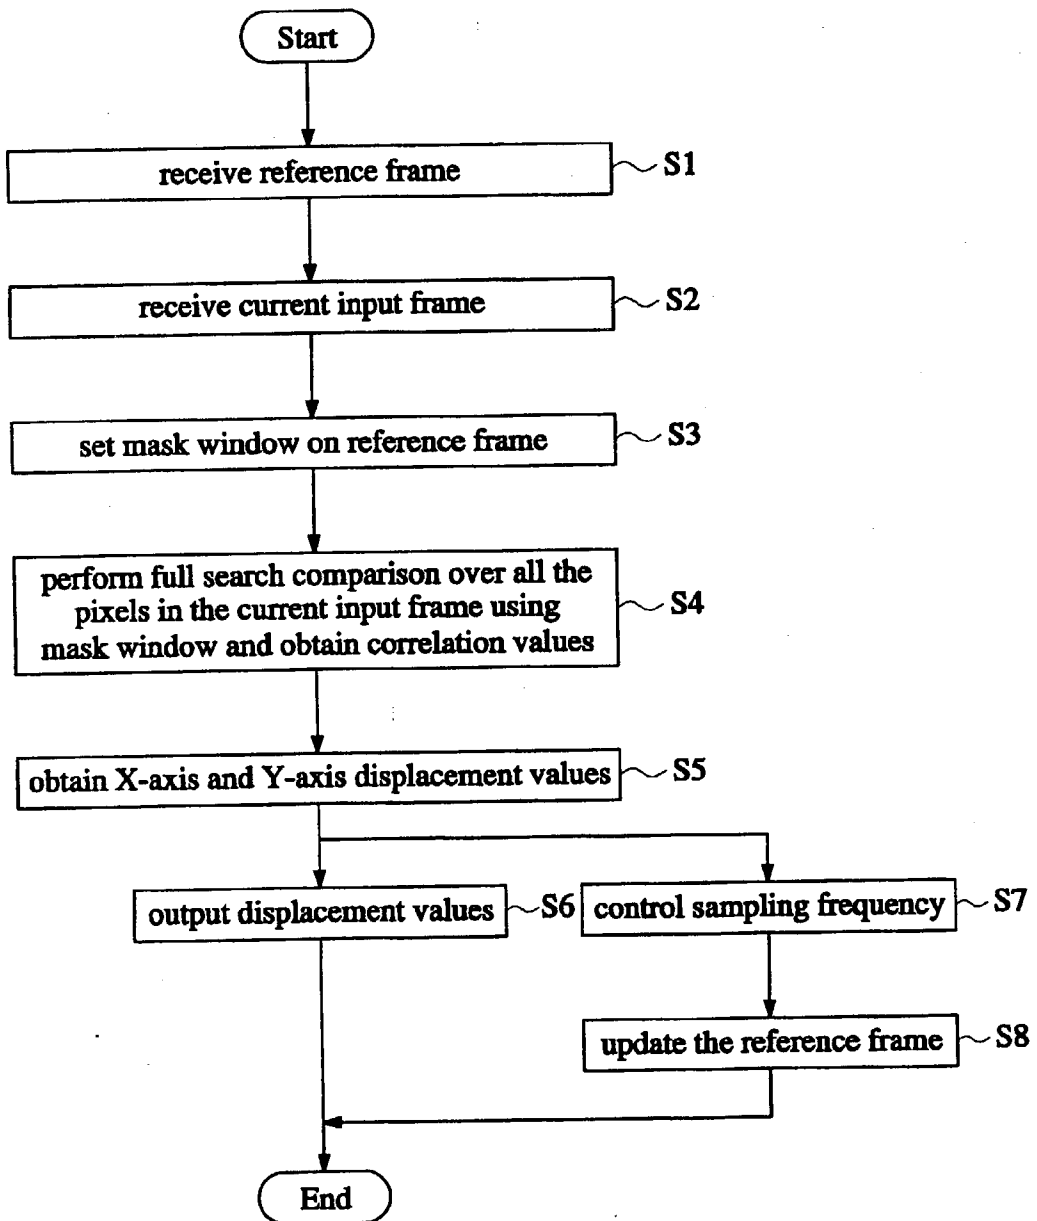 Start
receive reference frame
S1
receive current input frame
S2
set mask window on reference frame
S3
perform full search comparison over all the
pixels in the current input frame using
mask window and obtain correlation values
S4
obtain X-axis and Y-axis displacement values
S5
output displacement values
S6
control sampling frequency
S7
update the reference frame
S8
End